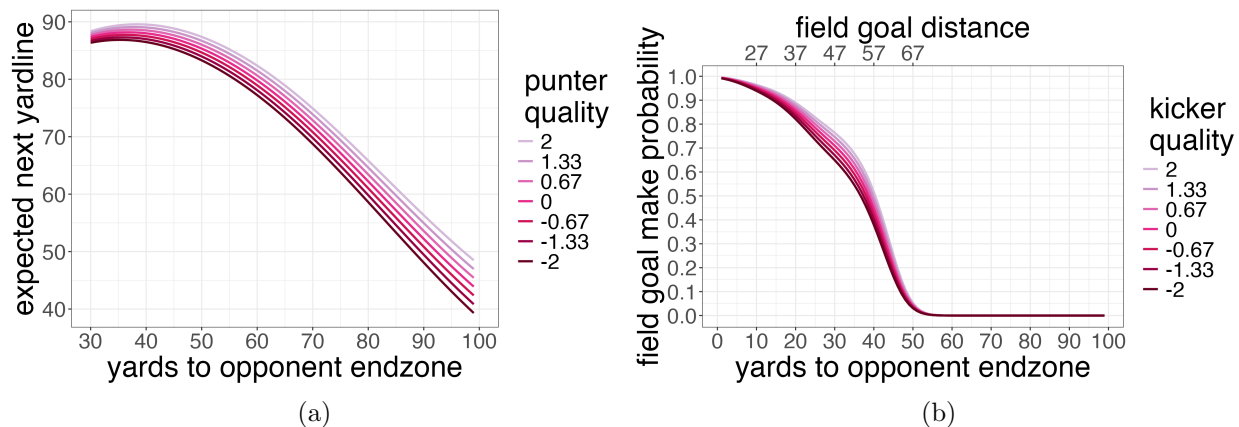 expected next yardline
90
80
70
60
50
40
30 40 50 60 70 80 90 100
yards to opponent endzone
punter
quality
2
1.33
0.67
0
-0.67
-1.33
-2
(a)
field goal distance
27 37 47 57 67
field goal make probability
1.0
0.9
0.8
0.7
0.6
0.5
0.4
0.3
0.2
0.1
0.0
0 10 20 30 40 50 60 70 80 90 100
yards to opponent endzone
kicker
quality
2
1.33
0.67
0
-0.67
-1.33
-2
(b)